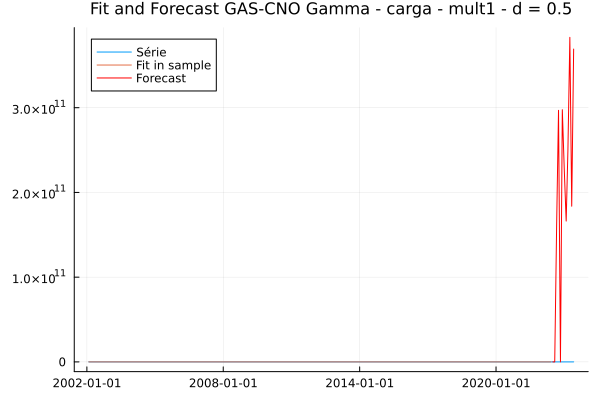 Fit and Forecast GAS-CNO Gamma - carga - mult1 - d = 0.5
Série
Fit in sample
Forecast
3.0×10¹¹
2.0×10¹¹
1.0×10¹¹
0
2002-01-01 2008-01-01 2014-01-01 2020-01-01